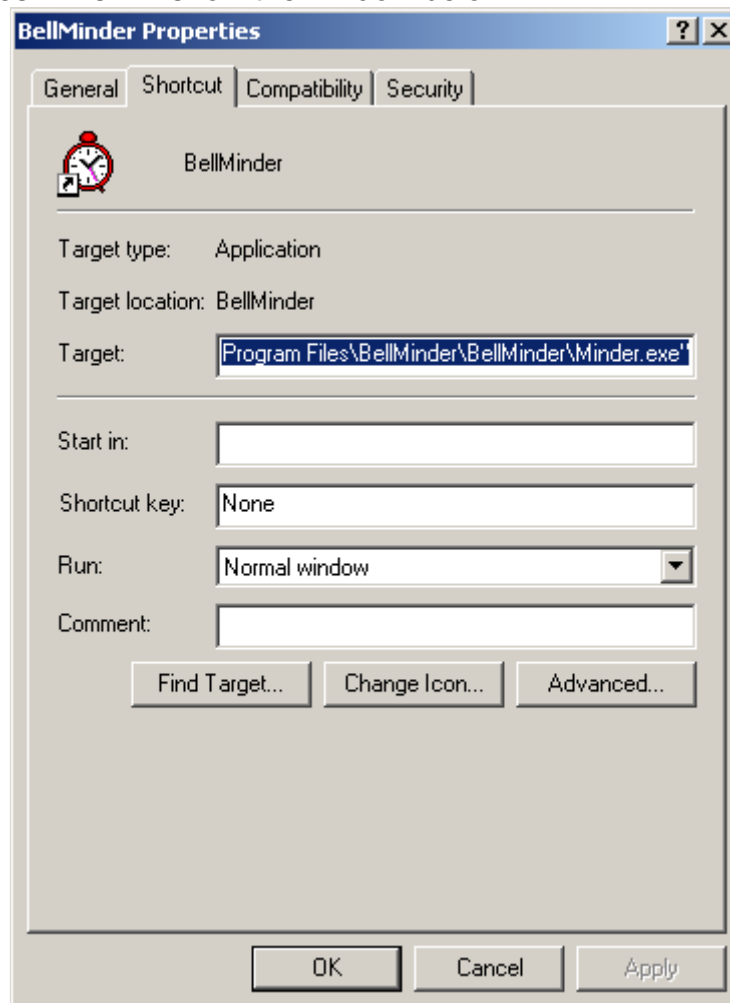 BellMinder Properties
General Shortcut Compatibility Security
BellMinder
Target type: Application
Target location: BellMinder
Target: Program Files\BellMinder\BellMinder\Minder.exe"
Start in:
Shortcut key: None
Run: Normal window
Comment:
Find Target... Change Icon... Advanced...
OK Cancel Apply